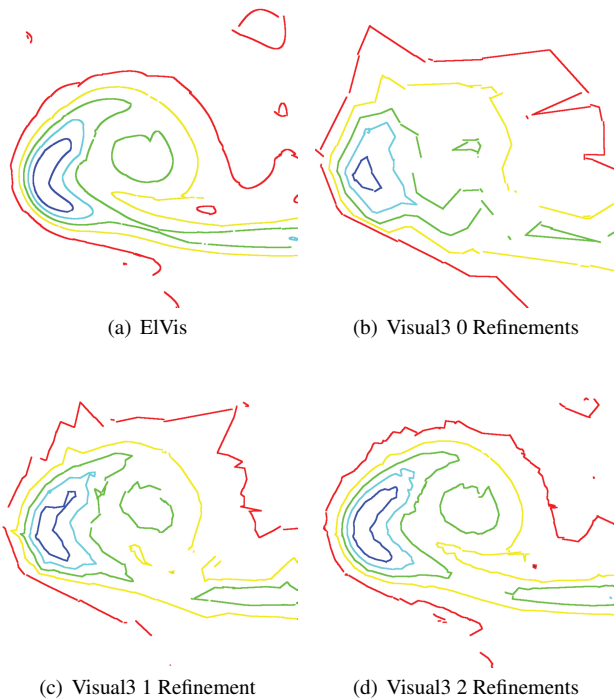 (a) ElVis
(b) Visual3 0 Refinements
(c) Visual3 1 Refinement
(d) Visual3 2 Refinements